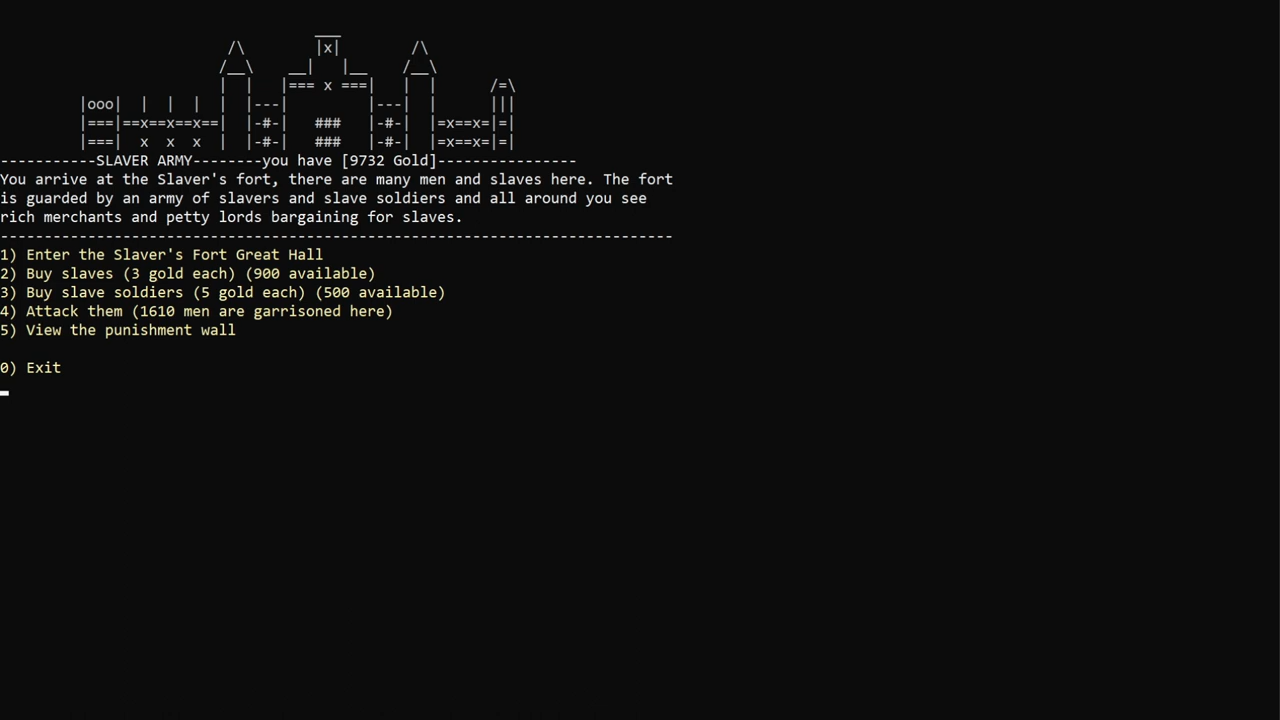 -----------SLAVER ARMY--------you have [9732 Gold]----------------
You arrive at the Slaver's fort, there are many men and slaves here. The fort
is guarded by an army of slavers and slave soldiers and all around you see
rich merchants and petty lords bargaining for slaves.
-----------------------------------------------------------------------------
1) Enter the Slaver's Fort Great Hall
2) Buy slaves (3 gold each) (900 available)
3) Buy slave soldiers (5 gold each) (500 available)
4) Attack them (1610 men are garrisoned here)
5) View the punishment wall
0) Exit